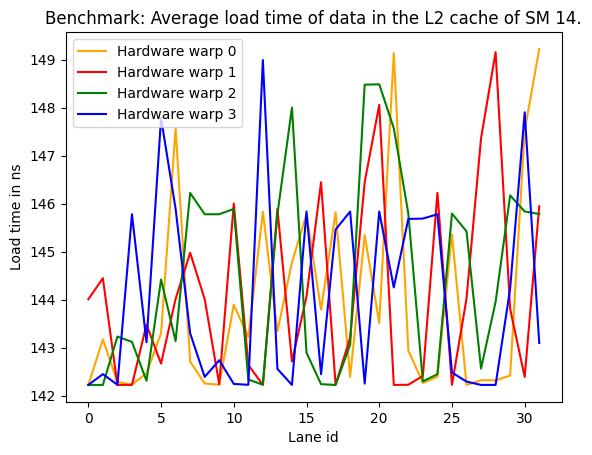 Benchmark: Average load time of data in the L2 cache of SM 14.
Hardware warp 0
Hardware warp 1
Hardware warp 2
Hardware warp 3
149
148
147
146
145
144
143
142
Load time in ns
0 5 10 15 20 25 30
Lane id